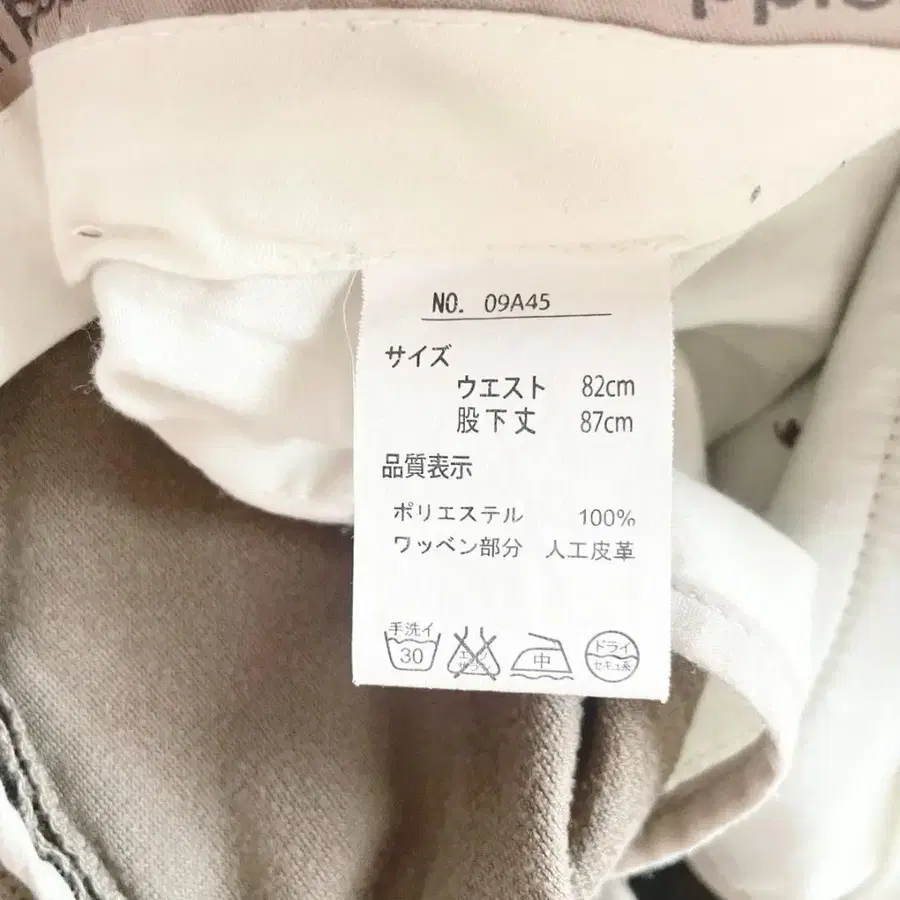 NO. 09A45
サイズ
ウエスト 82cm
股下丈 87cm
品質表示
ポリエステル 100%
ワッペン部分 人工皮革
手洗イ
30
中
ドライ
セキユ系